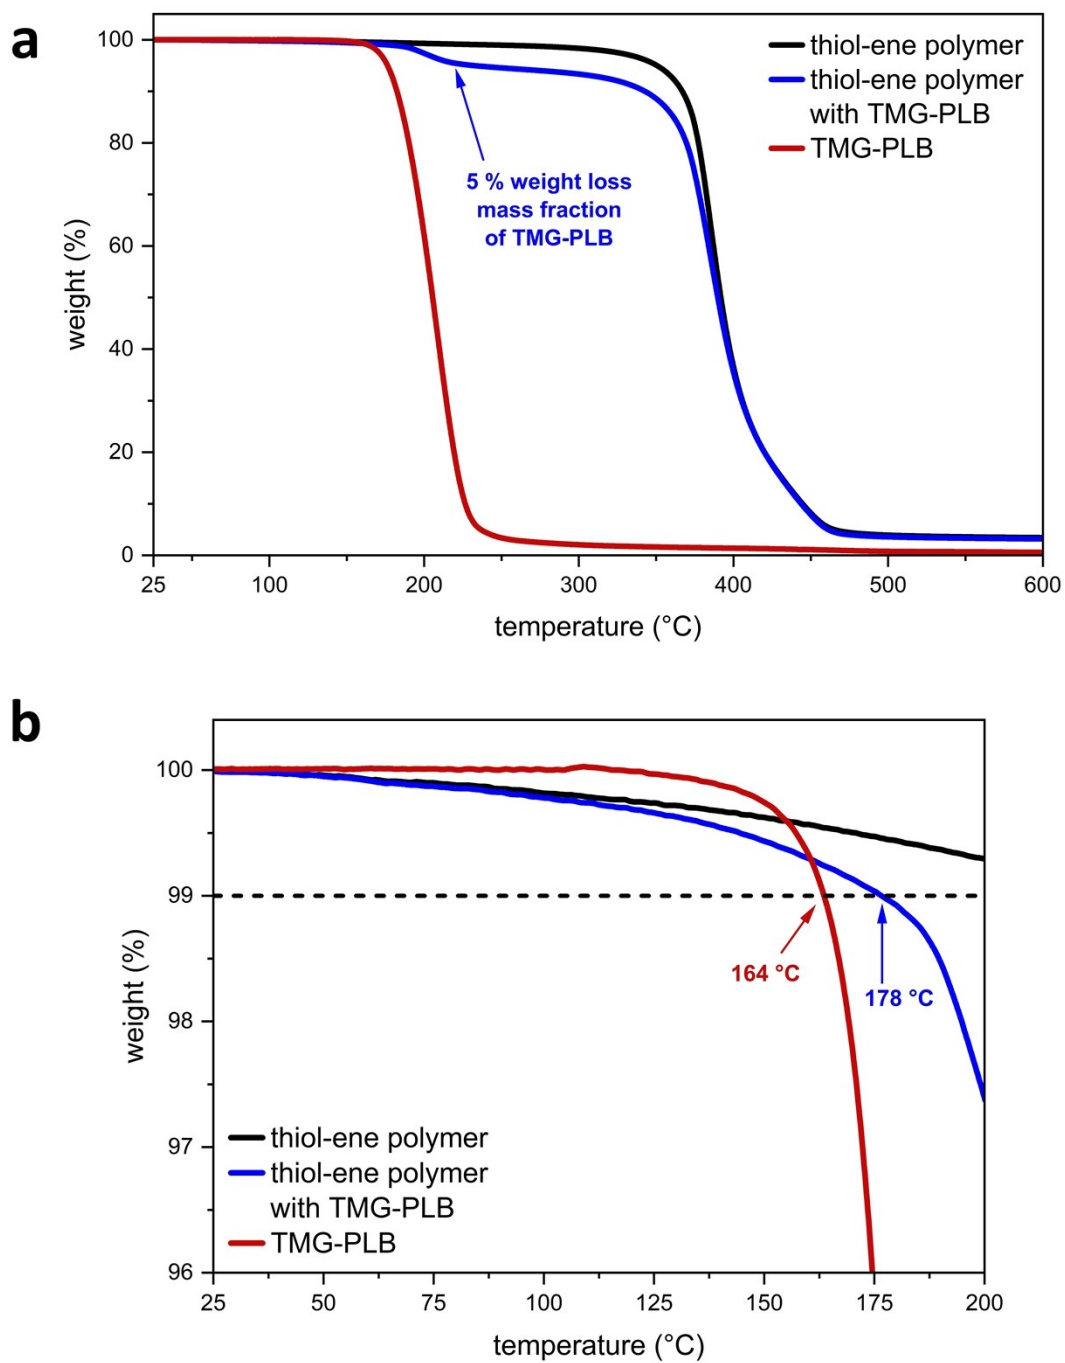 a
100
80
60
40
20
0
weight (%)
25
100
200
300
400
500
600
temperature (°C)
thiol-ene polymer
thiol-ene polymer
with TMG-PLB
TMG-PLB
5 % weight loss
mass fraction
of TMG-PLB
b
100
99
98
97
96
weight (%)
25
50
75
100
125
150
175
200
temperature (°C)
164 °C
178 °C
thiol-ene polymer
thiol-ene polymer
with TMG-PLB
TMG-PLB